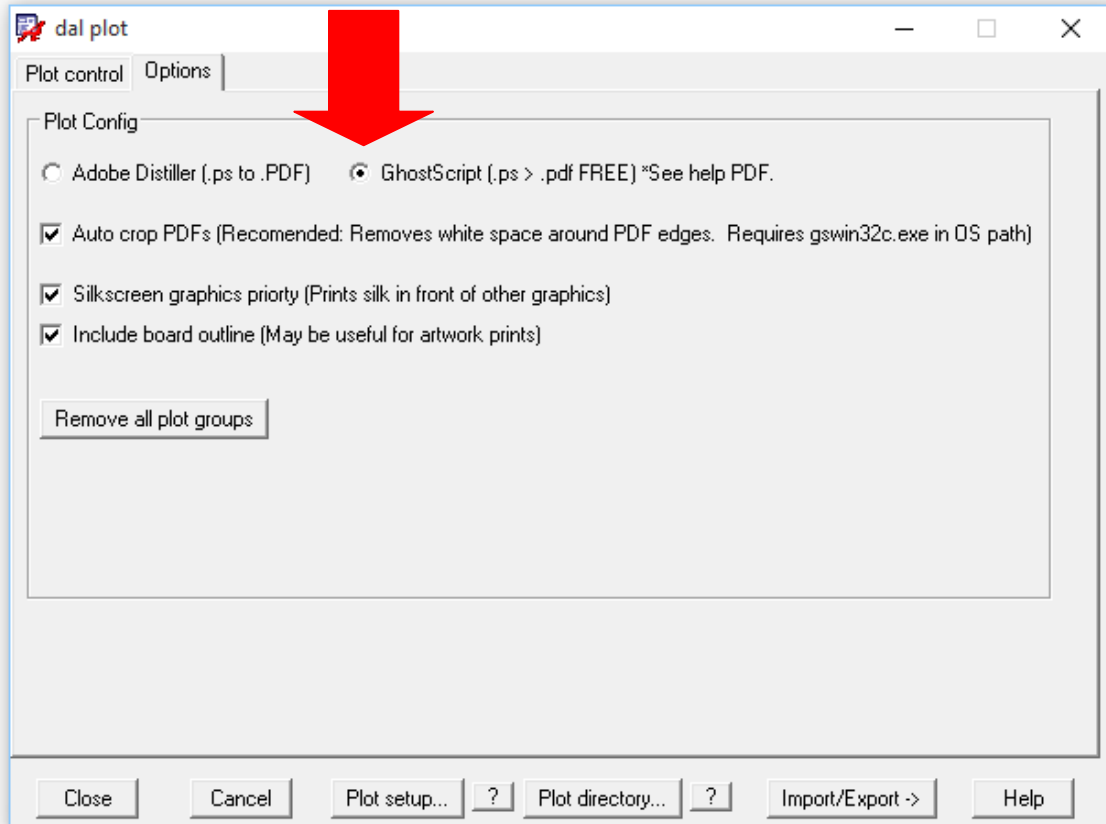 dal plot
Plot control Options
Plot Config
Adobe Distiller (.ps to .PDF) GhostScript (.ps > .pdf FREE) *See help PDF.
Auto crop PDFs (Recomended: Removes white space around PDF edges. Requires gswin32c.exe in OS path)
Silkscreen graphics priorty (Prints silk in front of other graphics)
Include board outline (May be useful for artwork prints)
Remove all plot groups
Close Cancel Plot setup... ? Plot directory... ? Import/Export -> Help